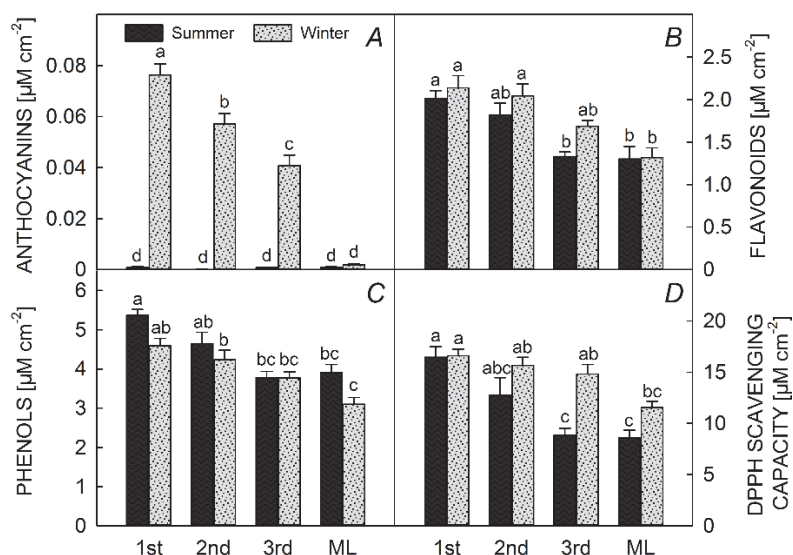 Summer Winter A
ANTHOCYANINS [µM cm-2]
0.08
0.06
0.04
0.02
0
a
b
c
d d d d d
B
FLAVONOIDS [µM cm-2]
2.5
2.0
1.5
1.0
0.5
0
a a ab a b ab b b
C
PHENOLS [µM cm-2]
6
5
4
3
2
1
0
a ab ab b bc bc bc c
1st 2nd 3rd ML
D
DPPH SCAVENGING
CAPACITY [µM cm-2]
20
15
10
5
0
a a abc ab c ab c bc
1st 2nd 3rd ML